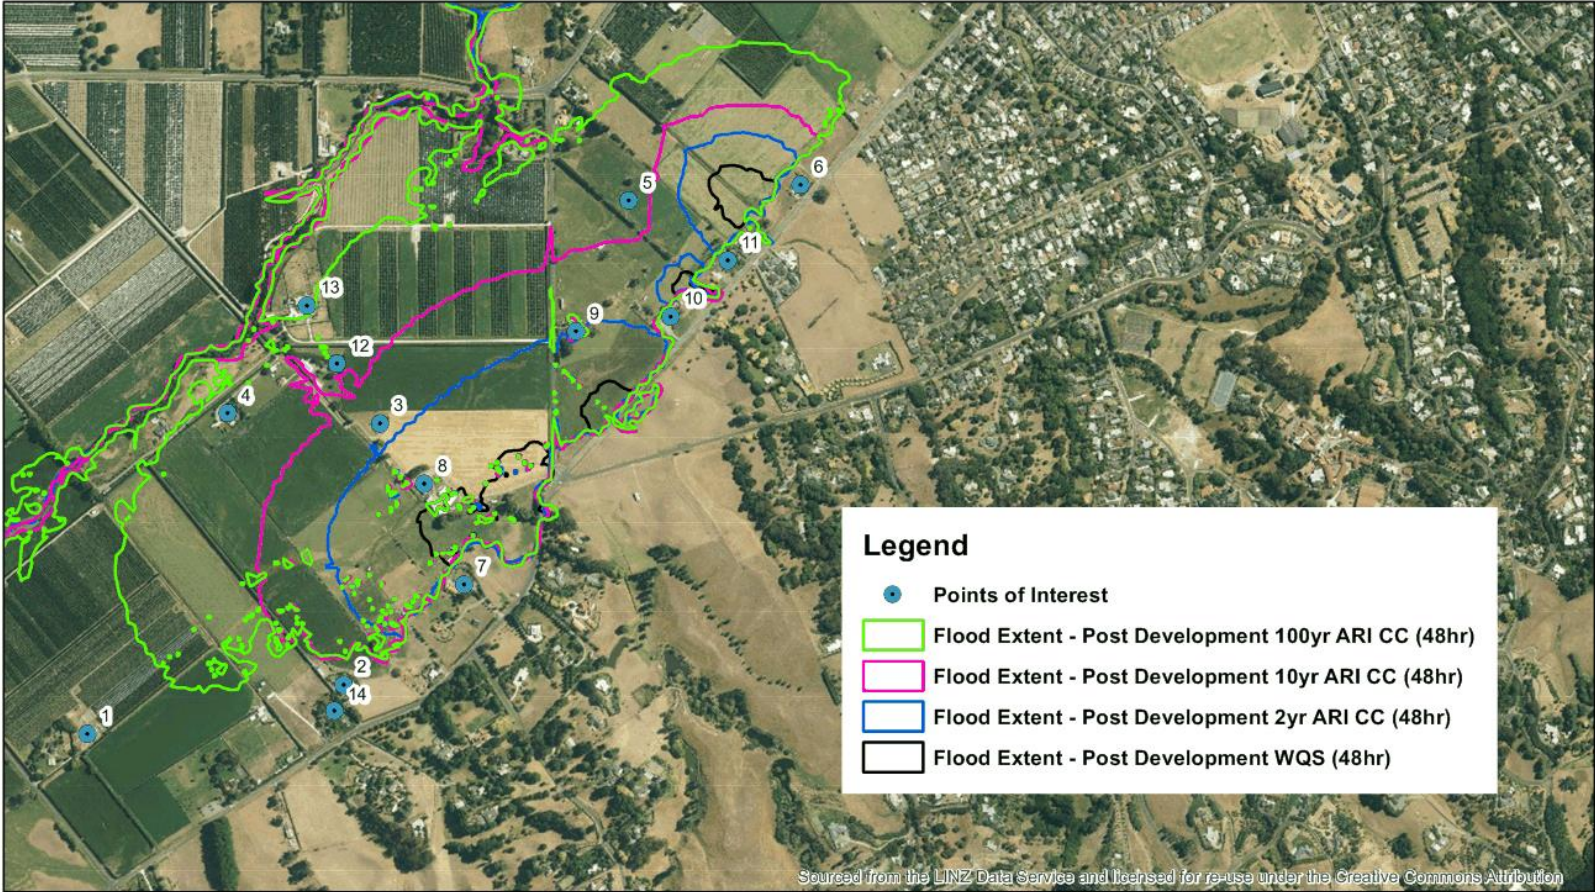 6
5
11
10
13
9
12
4
3
8
7
2
14
1
Legend
Points of Interest
Flood Extent - Post Development 100yr ARI CC (48hr)
Flood Extent - Post Development 10yr ARI CC (48hr)
Flood Extent - Post Development 2yr ARI CC (48hr)
Flood Extent - Post Development WQS (48hr)
Sourced from the LINZ Data Service and licensed for re-use under the Creative Commons Attribution